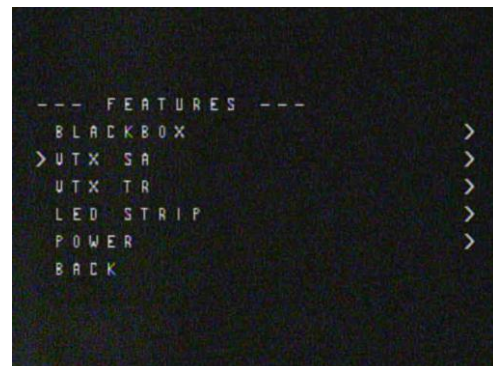 --- FEATURES ---
BLACKBOX >
>VTX SA >
VTX TR >
LED STRIP >
POWER >
BACK